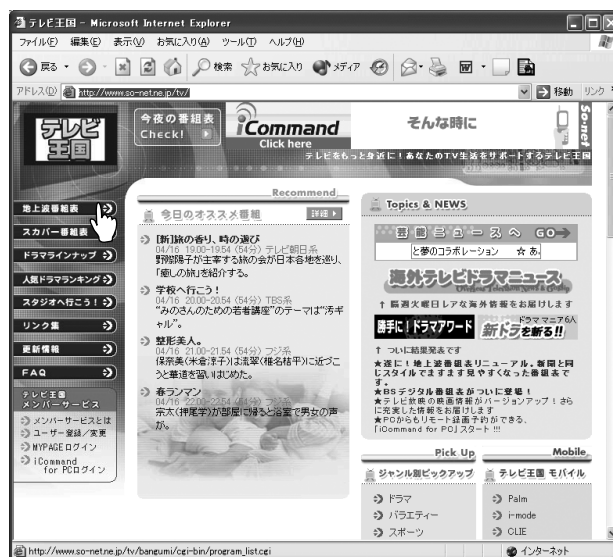 テレビ王国 - Microsoft Internet Explorer
ファイル(F) 編集(E) 表示(V) お気に入り(A) ツール(T) ヘルプ(H)
戻る 検索 お気に入り メディア
アドレス(D) http://www.so-net.ne.jp/tv/ 移動 リンク
テレビ
王国
今夜の番組表
Check!
iCommand
Click here
そんな時に
So-net
テレビをもっと身近に!あなたのTV生活をサポートするテレビ王国
地上波番組表
スカパー番組表
ドラマラインナップ
人気ドラマランキング
スタジオへ行こう!
リンク集
更新情報
FAQ
テレビ王国
メンバーサービス
メンバーサービスとは
ユーザー登録/変更
MYPAGEログイン
iCommand
for PCログイン
Recommend
今日のオススメ番組 詳細
[新]旅の香り、時の遊び
04/16 19:00-19:54 (54分) テレビ朝日系
野際陽子が主宰する旅の会が日本各地を巡り、
「癒しの旅」を紹介する。
学校へ行こう!
04/16 20:00-20:54 (54分) TBS系
"みのさんのための若者講座"のテーマは"汚ギ
ャル"。
整形美人。
04/16 21:00-21:54 (54分) フジ系
保奈美(米倉涼子)は流翠(椎名桔平)に近づこ
うと華道を習いはじめた。
春ランマン
宗太(押尾学)が部屋に帰ると浴室で男女の声
が。
Topics & NEWS
芸能ニュースへ GO→
と夢のコラボレーション ☆ あ.
海外テレビドラマニュース
↑ 隔週火曜日レアな海外情報をお届けします
勝手に!ドラマアワード
ドラママニア6人
新ドラを斬る!!
↑ ついに結果発表です
★遂に!地上波番組表リニューアル。新聞と同
じスタイルでますます見やすくなった番組表で
す。
★BSデジタル番組表がついに登場!
★テレビ放映の映画情報がバージョンアップ!さら
に充実した情報をお届けします
★PCからもリモート録画予約ができる、
「iCommand for PC」スタート!!!
Pick Up
ジャンル別ピックアップ
ドラマ
バラエティー
スポーツ
Mobile
テレビ王国 モバイル
Palm
i-mode
CLIE
http://www.so-net.ne.jp/tv/bangumi/cgi-bin/program_list.cgi インターネット